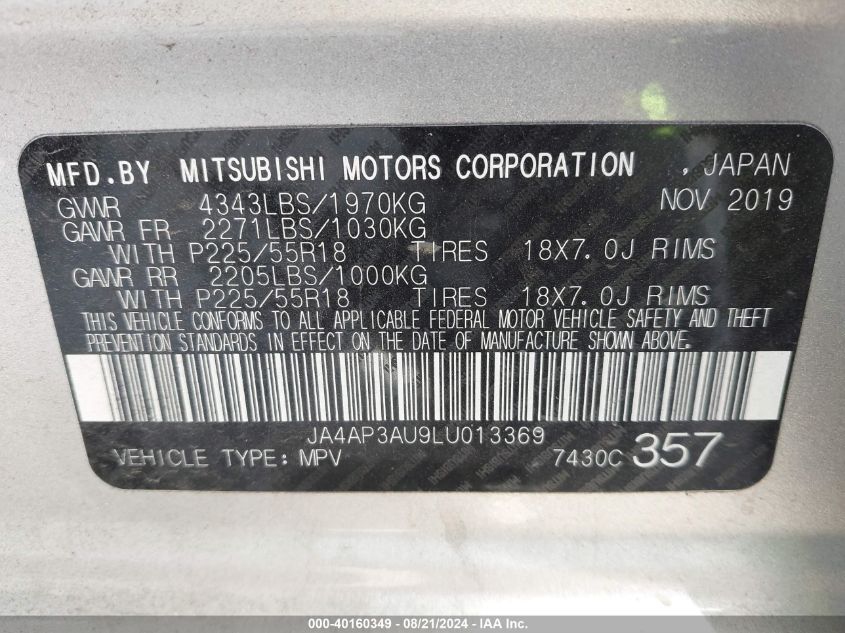 MFD.BY MITSUBISHI MOTORS CORPORATION , JAPAN
GVWR 4343LBS/1970KG NOV 2019
GAWR FR 2271LBS/1030KG
WITH P225/55R18 TIRES 18X7.0J RIMS
GAWR RR 2205LBS/1000KG
WITH P225/55R18 TIRES 18X7.0J RIMS
THIS VEHICLE CONFORMS TO ALL APPLICABLE FEDERAL MOTOR VEHICLE SAFETY AND THEFT
PREVENTION STANDARDS IN EFFECT ON THE DATE OF MANUFACTURE SHOWN ABOVE.
JA4AP3AU9LU013369
VEHICLE TYPE: MPV 7430C 357
000-40160349 - 08/21/2024 - © IAA, Inc.